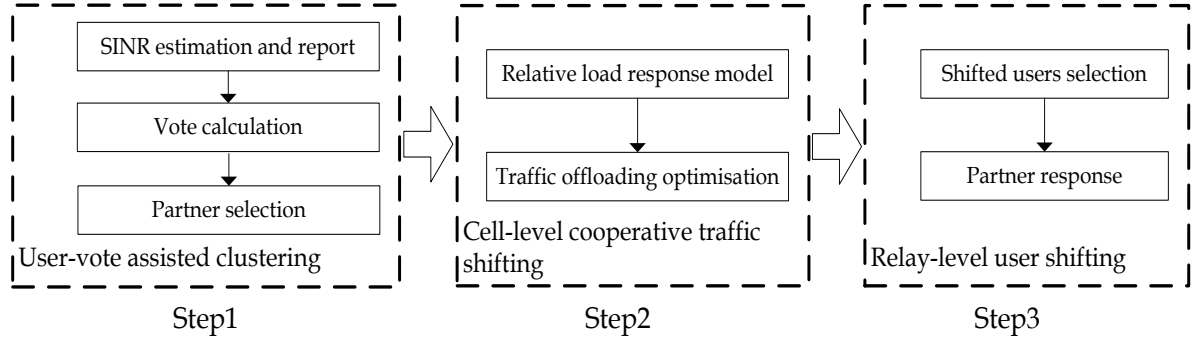 SINR estimation and report
Vote calculation
Partner selection
User-vote assisted clustering
Step1
Relative load response model
Traffic offloading optimisation
Cell-level cooperative traffic
shifting
Step2
Shifted users selection
Partner response
Relay-level user shifting
Step3